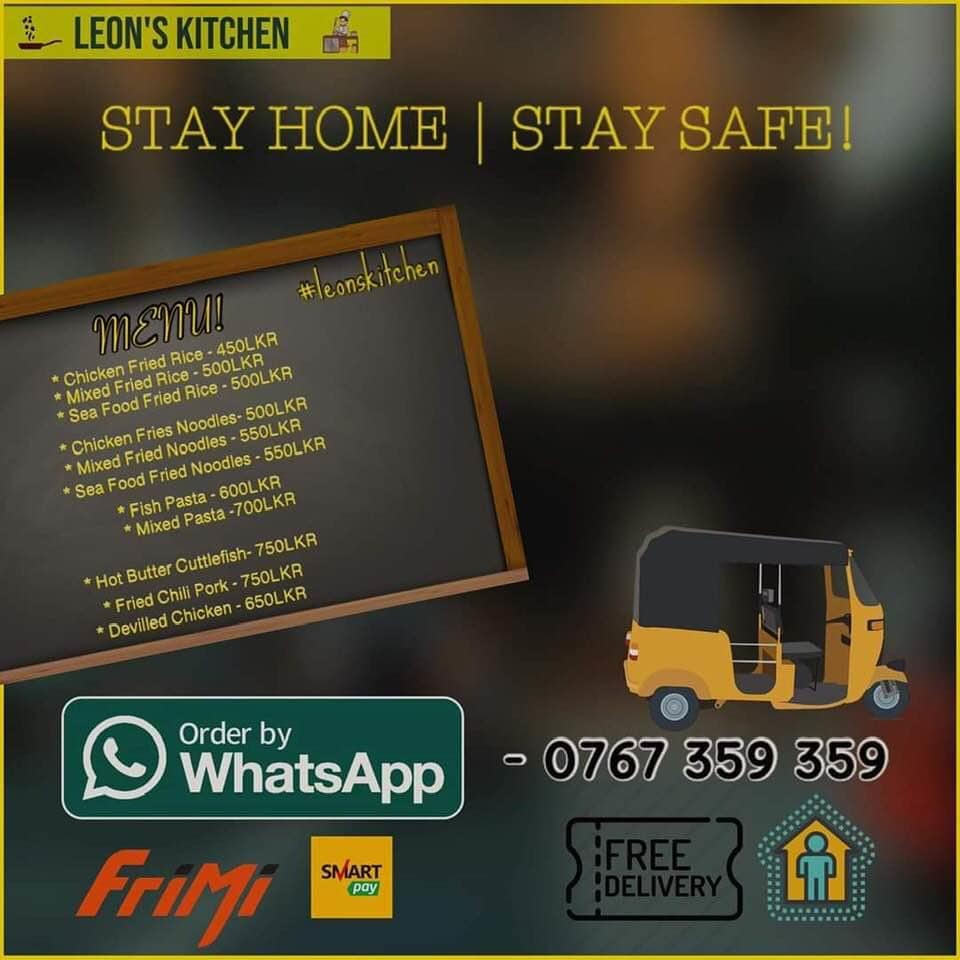 LEON'S KITCHEN
STAY HOME | STAY SAFE!
#leonskitchen
MENU!
* Chicken Fried Rice - 450LKR
* Mixed Fried Rice - 500LKR
* Sea Food Fried Rice - 500LKR
* Chicken Fries Noodles- 500LKR
* Mixed Fried Noodles - 550LKR
* Sea Food Fried Noodles - 550LKR
* Fish Pasta - 600LKR
* Mixed Pasta -700LKR
* Hot Butter Cuttlefish- 750LKR
* Fried Chili Pork - 750LKR
* Devilled Chicken - 650LKR
Order by
WhatsApp
- 0767 359 359
FriMi
SMART
pay
FREE
DELIVERY